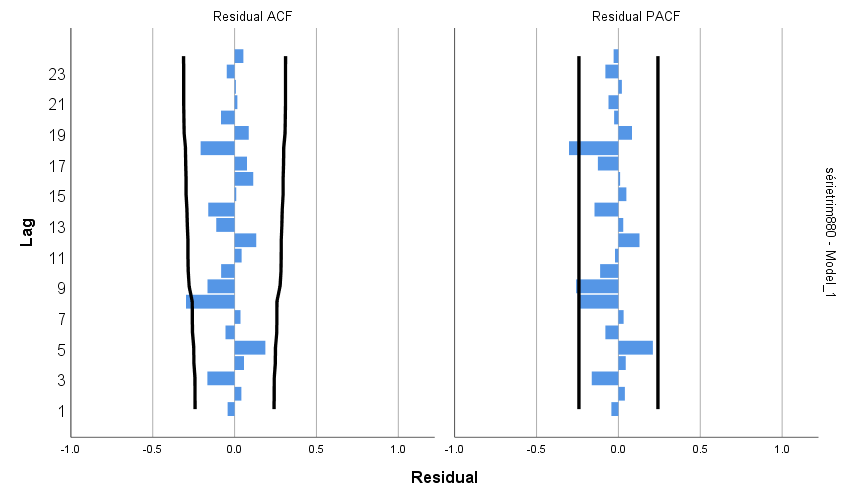 Residual ACF
Residual PACF
Lag
23
21
19
17
15
13
11
9
7
5
3
1
-1.0 -0.5 0.0 0.5 1.0
-1.0 -0.5 0.0 0.5 1.0
Residual
sérietrim880 - Model_1